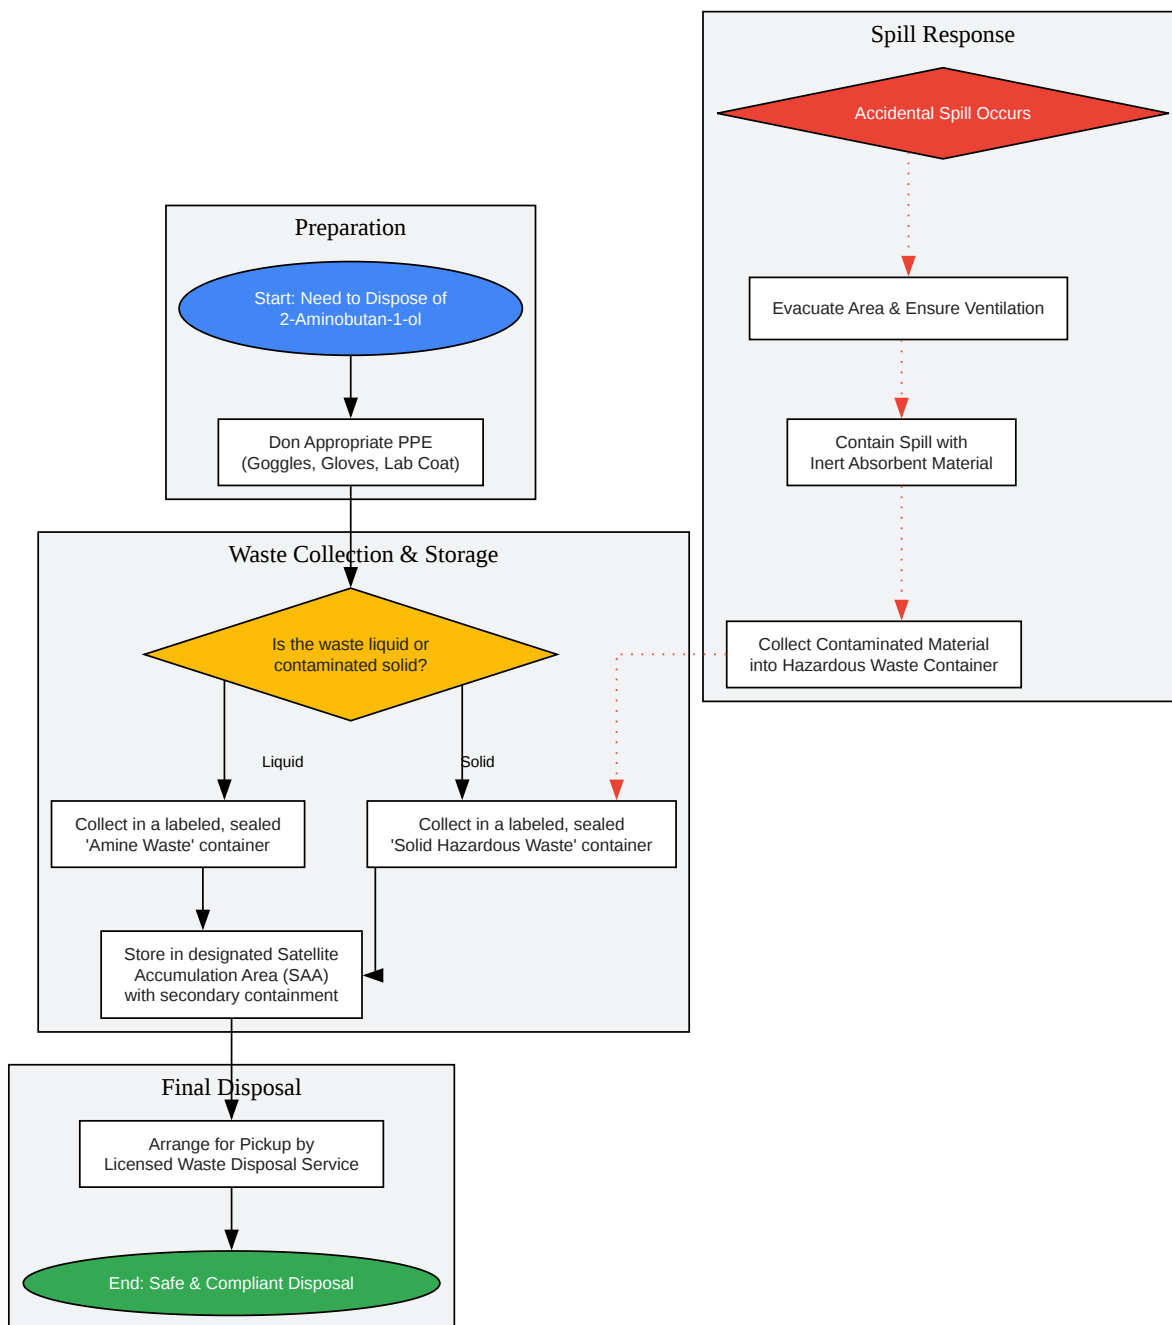 Spill Response
Accidental Spill Occurs
Evacuate Area & Ensure Ventilation
Contain Spill with
Inert Absorbent Material
Collect Contaminated Material
into Hazardous Waste Container
Preparation
Start: Need to Dispose of
2-Aminobutan-1-ol
Don Appropriate PPE
(Goggles, Gloves, Lab Coat)
Waste Collection & Storage
Is the waste liquid or
contaminated solid?
Liquid
Solid
Collect in a labeled, sealed
'Amine Waste' container
Collect in a labeled, sealed
'Solid Hazardous Waste' container
Store in designated Satellite
Accumulation Area (SAA)
with secondary containment
Final Disposal
Arrange for Pickup by
Licensed Waste Disposal Service
End: Safe & Compliant Disposal